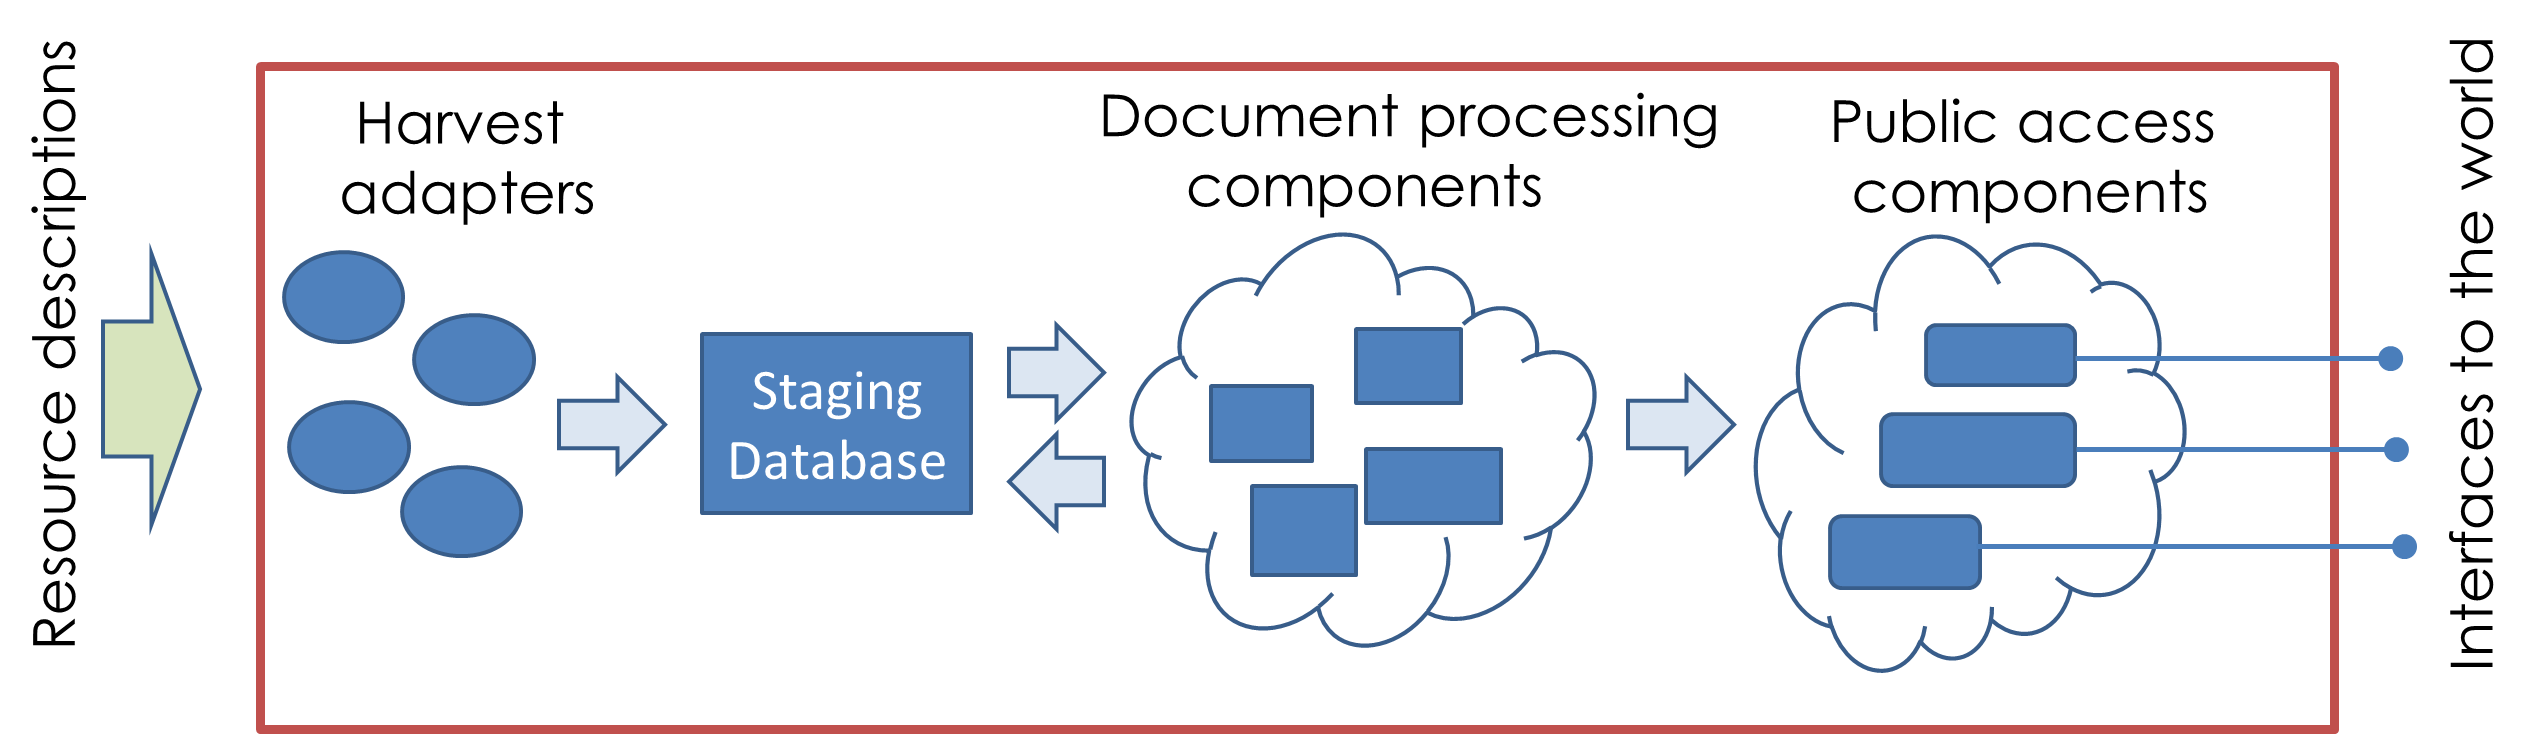 Resource descriptions
Harvest
adapters
Staging
Database
Document processing
components
Public access
components
Interfaces to the world